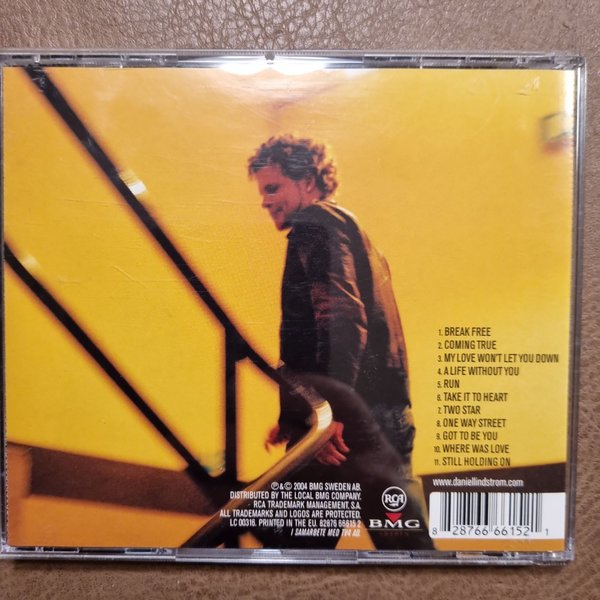 1. BREAK FREE
2. COMING TRUE
3. MY LOVE WON'T LET YOU DOWN
4. A LIFE WITHOUT YOU
5. RUN
6. TAKE IT TO HEART
7. TWO STAR
8. ONE WAY STREET
9. GOT TO BE YOU
10. WHERE WAS LOVE
11. STILL HOLDING ON
www.daniellindstrom.com
℗&© 2004 BMG SWEDEN AB.
DISTRIBUTED BY THE LOCAL BMG COMPANY.
RCA TRADEMARK MANAGEMENT, S.A.
ALL TRADEMARKS AND LOGOS ARE PROTECTED.
LC 00316. PRINTED IN THE EU. 82876 66615 2
I SAMARBETE MED TV4 AB.
RCA
BMG
8 28766 66152 1